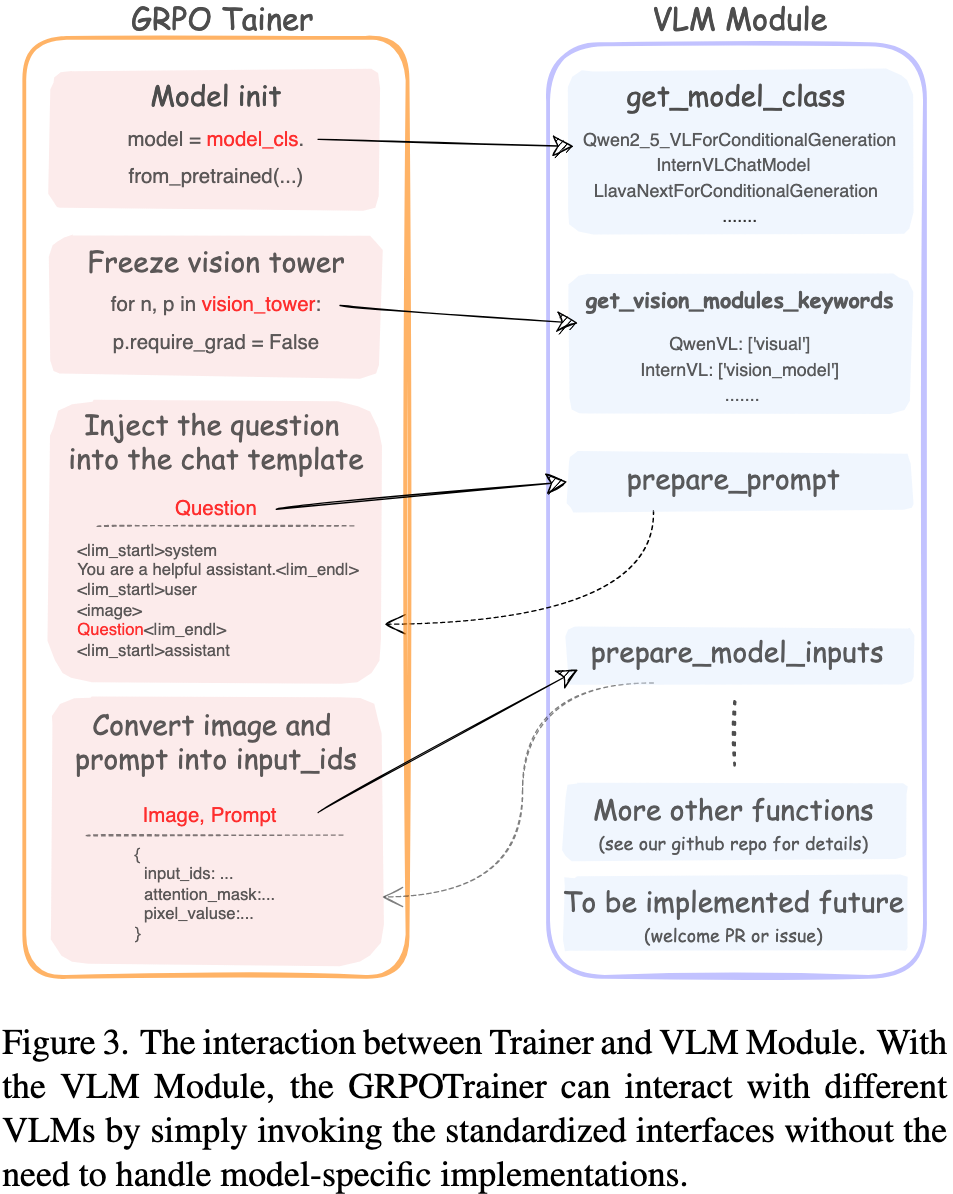 GRPO Tainer
Model init
model = model_cls.
from_pretrained(...)
Freeze vision tower
for n, p in vision_tower:
p.require_grad = False
Inject the question
into the chat template
Question
<lim_startl>system
You are a helpful assistant.<lim_endl>
<lim_startl>user
<image>
Question<lim_endl>
<lim_startl>assistant
Convert image and
prompt into input_ids
Image, Prompt
{
input_ids: ...
attention_mask:...
pixel_valuse:...
}
VLM Module
get_model_class
Qwen2_5_VLForConditionalGeneration
InternVLChatModel
LlavaNextForConditionalGeneration
.......
get_vision_modules_keywords
QwenVL: ['visual']
InternVL: ['vision_model']
.......
prepare_prompt
prepare_model_inputs
More other functions
(see our github repo for details)
To be implemented future
(welcome PR or issue)
Figure 3. The interaction between Trainer and VLM Module. With
the VLM Module, the GRPOTrainer can interact with different
VLMs by simply invoking the standardized interfaces without the
need to handle model-specific implementations.